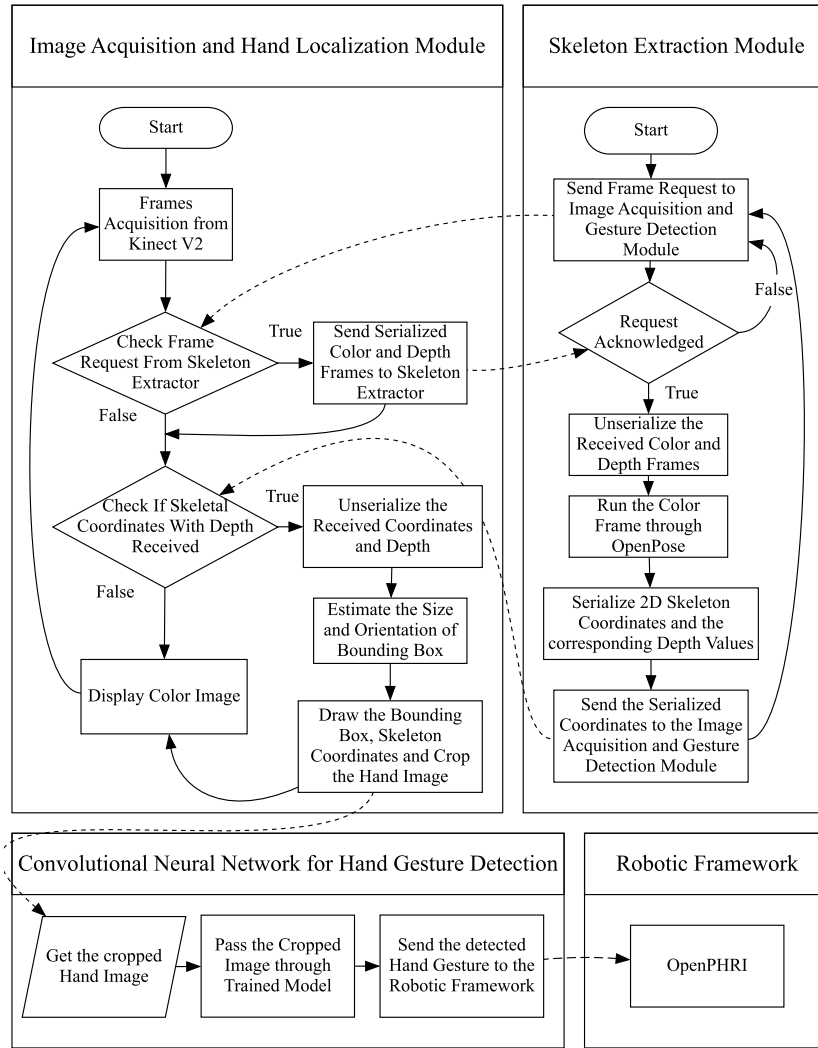 Image Acquisition and Hand Localization Module
Start
Frames
Acquisition from
Kinect V2
Check Frame
Request From Skeleton
Extractor
True
False
Send Serialized
Color and Depth
Frames to Skeleton
Extractor
Check If Skeletal
Coordinates With Depth
Received
True
False
Unserialize the
Received Coordinates
and Depth
Estimate the Size
and Orientation of
Bounding Box
Display Color Image
Draw the Bounding
Box, Skeleton
Coordinates and Crop
the Hand Image
Skeleton Extraction Module
Start
Send Frame Request to
Image Acquisition and
Gesture Detection
Module
False
Request
Acknowledged
True
Unserialize the
Received Color and
Depth Frames
Run the Color
Frame through
OpenPose
Serialize 2D Skeleton
Coordinates and the
corresponding Depth Values
Send the Serialized
Coordinates to the Image
Acquisition and Gesture
Detection Module
Convolutional Neural Network for Hand Gesture Detection
Get the cropped
Hand Image
Pass the Cropped
Image through
Trained Model
Send the detected
Hand Gesture to the
Robotic Framework
Robotic Framework
OpenPHRI